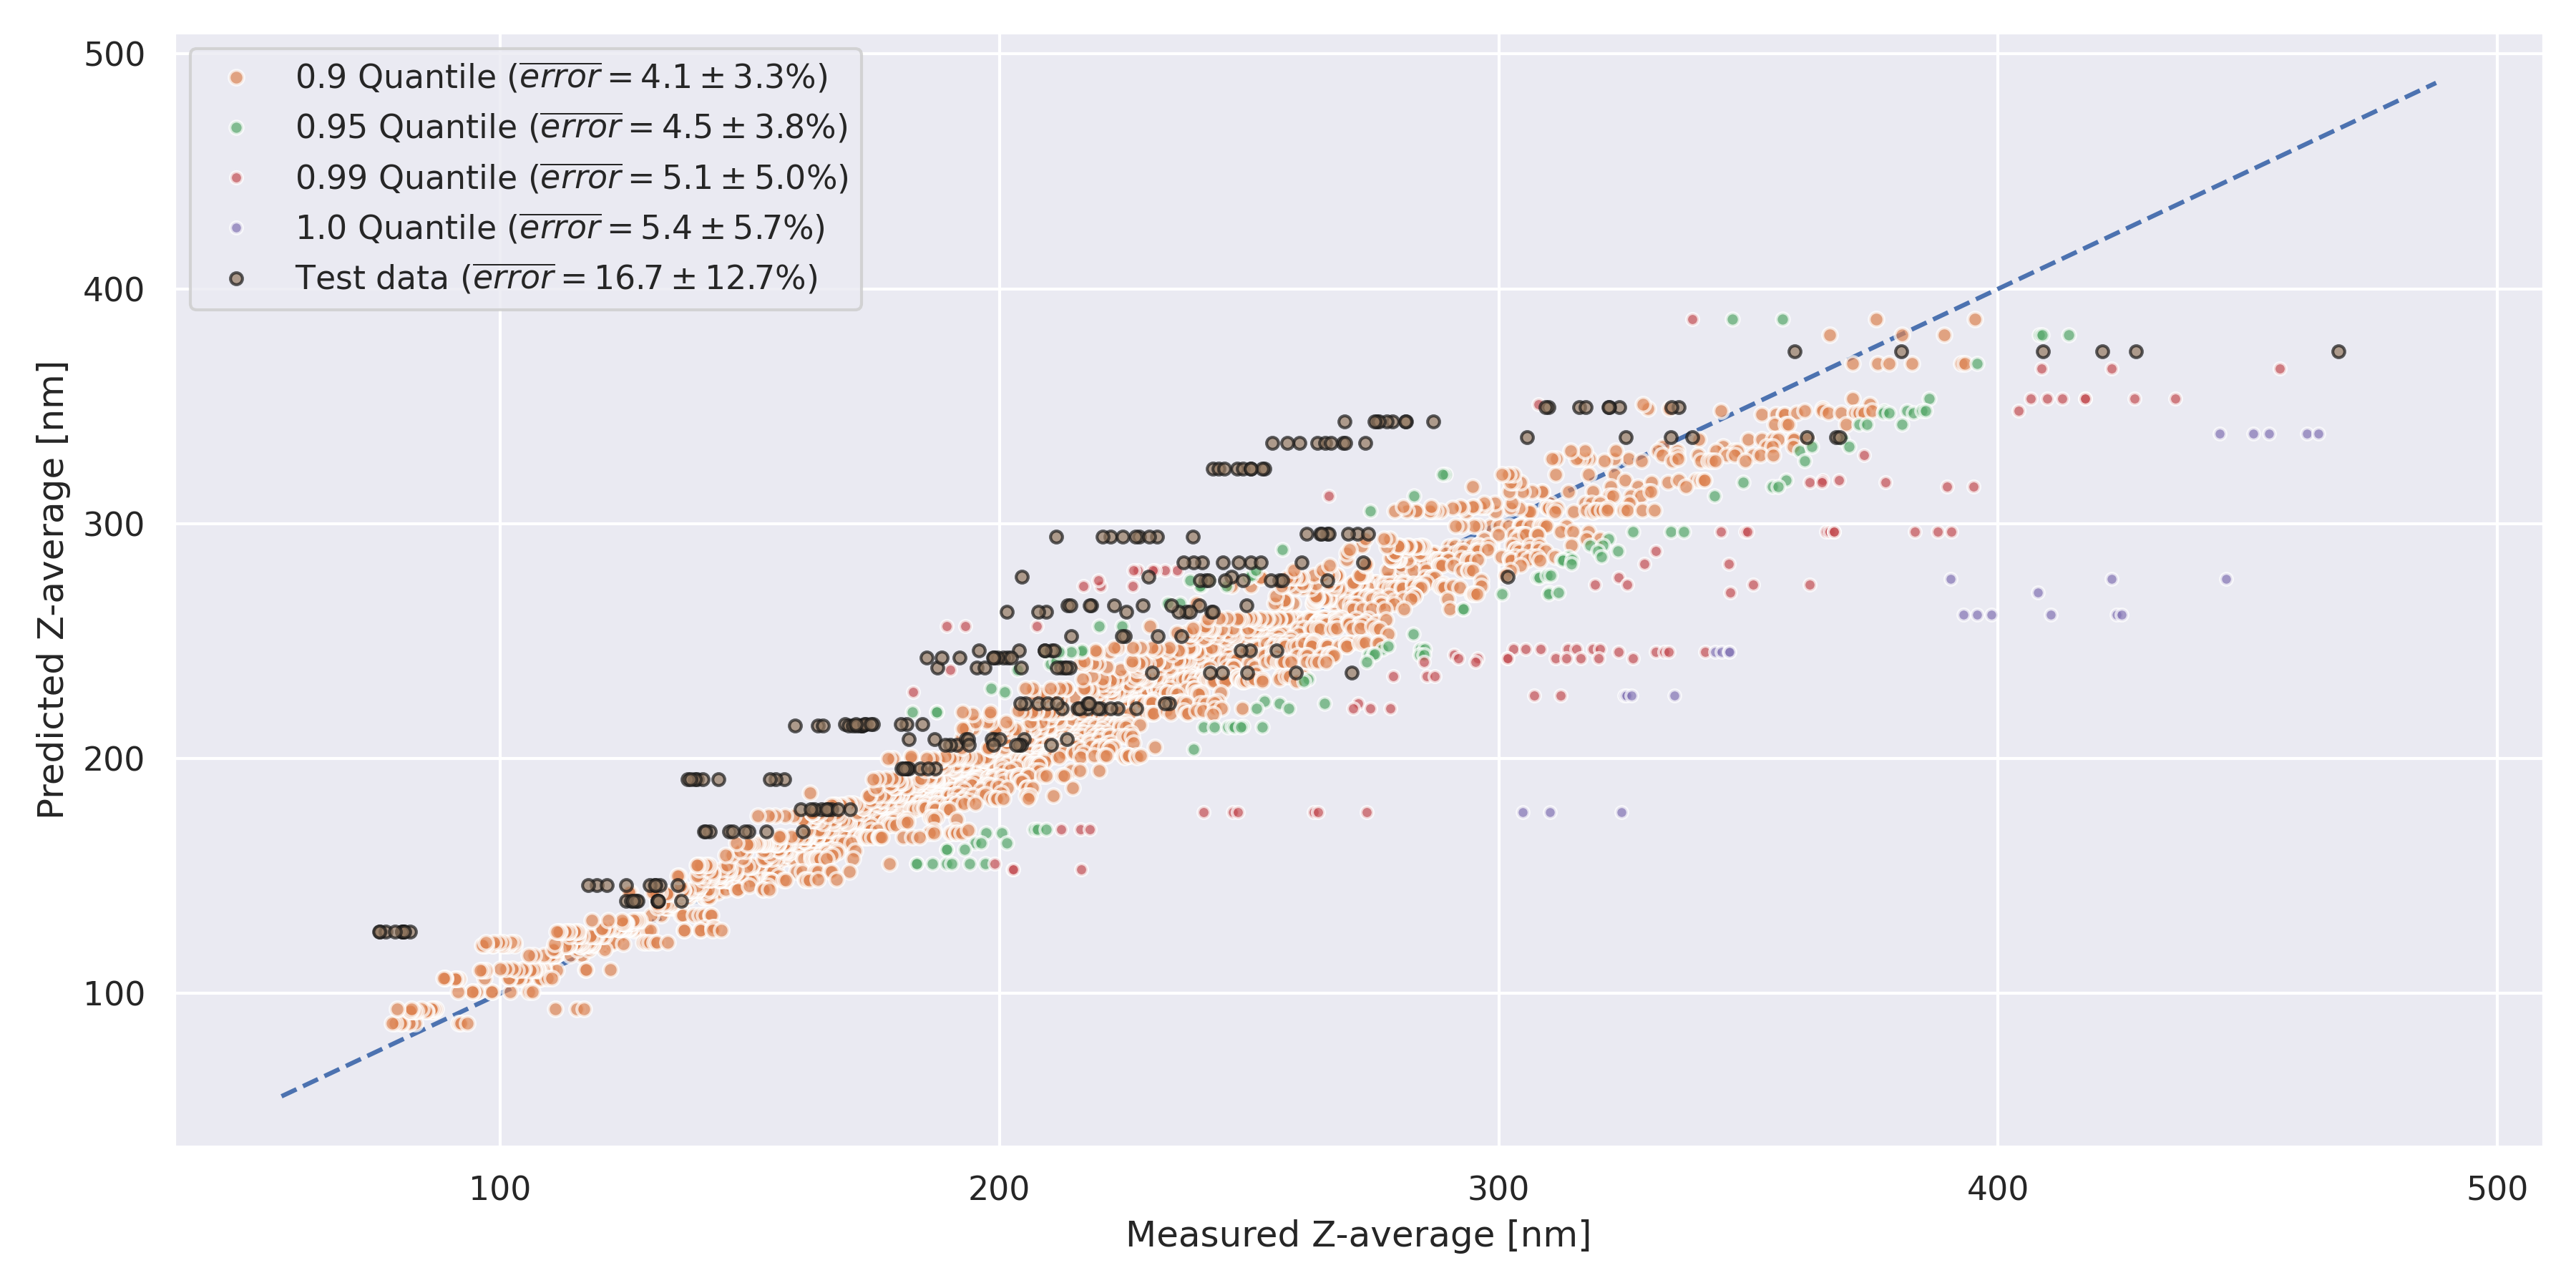 0.9 Quantile (error = 4.1 ± 3.3%)
0.95 Quantile (error = 4.5 ± 3.8%)
0.99 Quantile (error = 5.1 ± 5.0%)
1.0 Quantile (error = 5.4 ± 5.7%)
Test data (error = 16.7 ± 12.7%)
500
400
300
200
100
Predicted Z-average [nm]
100 200 300 400 500
Measured Z-average [nm]